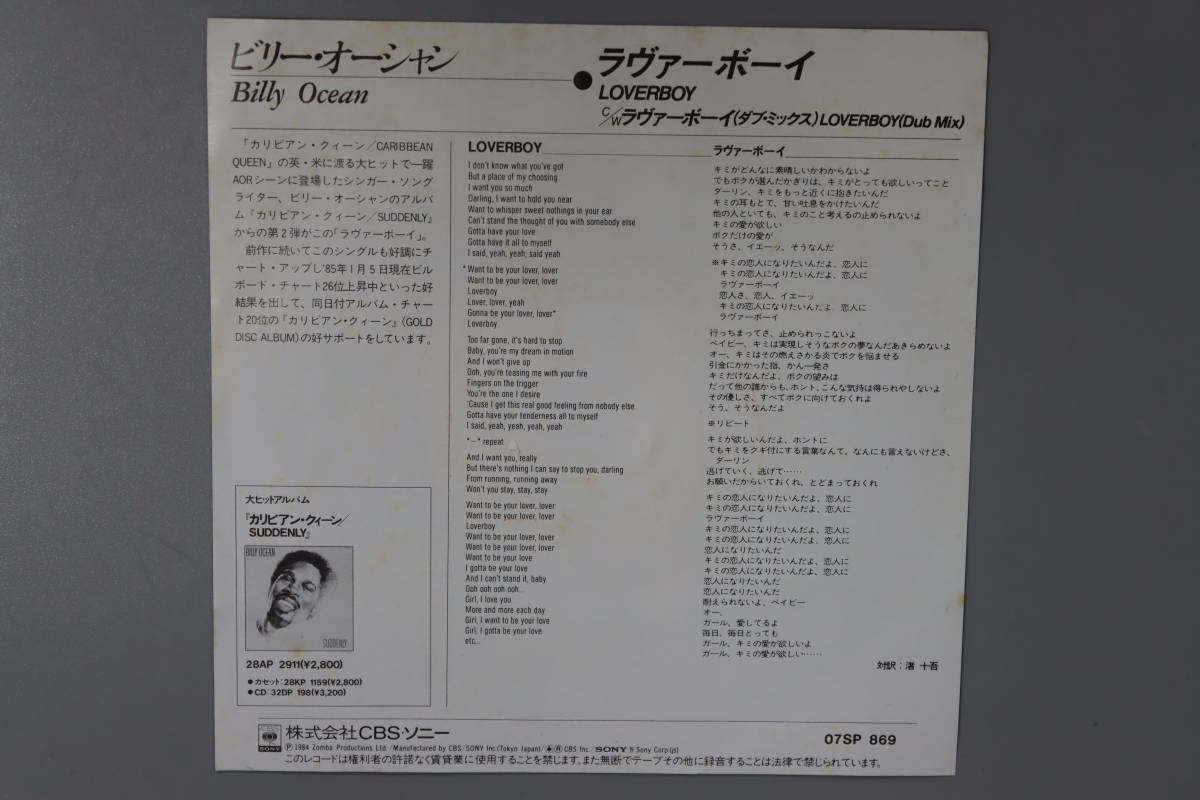 ビリー・オーシャン
Billy Ocean
ラヴァーボーイ
LOVERBOY
C/Wラヴァーボーイ(ダブ・ミックス)LOVERBOY(Dub Mix)
「カリビアン・クィーン/CARIBBEAN
QUEEN」の英・米に渡る大ヒットで一躍
AORシーンに登場したシンガー・ソング
ライター、ビリー・オーシャンのアルバ
ム『カリビアン・クィーン/SUDDENLY』
からの第2弾がこの「ラヴァーボーイ」。
前作に続いてこのシングルも好調にチ
ャート・アップし'85年1月5日現在ビル
ボード・チャート26位上昇中といった好
結果を出して、同日付アルバム・チャー
ト20位の『カリビアン・クィーン』(GOLD
DISC ALBUM)の好サポートをしています。
大ヒットアルバム
『カリビアン・クィーン/
SUDDENLY』
BILLY OCEAN
SUDDENLY
28AP 2911(¥2,800)
●カセット:28KP 1159(¥2,800)
●CD:32DP 198(¥3,200)
LOVERBOY
I don't know what you've got
But a place of my choosing
I want you so much
Darling, I want to hold you near
Want to whisper sweet nothings in your ear
Can't stand the thought of you with somebody else
Gotta have your love
Gotta have it all to myself
I said, yeah, yeah, said yeah
*Want to be your lover, lover
Want to be your lover, lover
Loverboy
Lover, lover, yeah
Gonna be your lover, lover*
Loverboy
Too far gone, it's hard to stop
Baby, you're my dream in motion
And I won't give up
Ooh, you're teasing me with your fire
Fingers on the trigger
You're the one I desire
'Cause I get this real good feeling from nobody else
Gotta have your tenderness all to myself
I said, yeah, yeah, yeah, yeah
*―* repeat
And I want you, really
But there's nothing I can say to stop you, darling
From running, running away
Won't you stay, stay, stay
Want to be your lover, lover
Want to be your lover, lover
Loverboy
Want to be your lover, lover
Want to be your lover, lover
Want to be your love
I gotta be your love
And I can't stand it, baby
Ooh ooh ooh ooh...
Girl, I love you
More and more each day
Girl, I want to be your love
Girl, I gotta be your love
etc...
ラヴァーボーイ
キミがどんなに素晴しいかわからないよ
でもボクが選んだかぎりは、キミがとっても欲しいってこと
ダーリン、キミをもっと近くに抱きたいんだ
キミの耳もとで、甘い吐息をかけたいんだ
他の人といても、キミのこと考えるの止められないよ
キミの愛が欲しい
ボクだけの愛が
そうさ、イエーッ、そうなんだ
※キミの恋人になりたいんだよ、恋人に
キミの恋人になりたいんだよ、恋人に
ラヴァーボーイ
恋人さ、恋人、イエーッ
キミの恋人になりたいんだよ、恋人に
ラヴァーボーイ
行っちまってさ、止められっこないよ
ベイビー、キミは実現しそうなボクの夢なんだあきらめないよ
オー、キミはその燃えさかる炎でボクを悩ませる
引金にかかった指、かん一発さ
キミだけなんだよ、ボクの望みは
だって他の誰からも、ホント、こんな気持は得られやしないよ
その優しさ、すべてボクに向けておくれよ
そう、そうなんだよ
※リピート
キミが欲しいんだよ、ホントに
でもキミをクギ付にする言葉なんて、なんにも言えないけどさ、
ダーリン
逃げていく、逃げて……
お願いだからいておくれ、とどまっておくれ
キミの恋人になりたいんだよ、恋人に
キミの恋人になりたいんだよ、恋人に
ラヴァーボーイ
キミの恋人になりたいんだよ、恋人に
キミの恋人になりたいんだよ、恋人に
恋人になりたいんだ
キミの恋人になりたいんだよ、恋人に
キミの恋人になりたいんだよ、恋人に
恋人になりたいんだ
恋人になりたいんだ
耐えられないよ、ベイビー
オー、
ガール、愛してるよ
毎日、毎日とっても
ガール、キミの愛が欲しいよ
ガール、キミの愛が欲しい……
対訳:渚 十吾
CBS
SONY
株式会社CBS・ソニー
Ⓟ1984 Zomba Productions Ltd./Manufactured by CBS/SONY Inc.(Tokyo Japan)/ Ⓡ CBS Inc./SONY Ⓡ Sony Corp.(js)
このレコードは権利者の許諾なく賃貸業に使用することを禁じます。また無断でテープその他に録音することは法律で禁じられています。
07SP 869